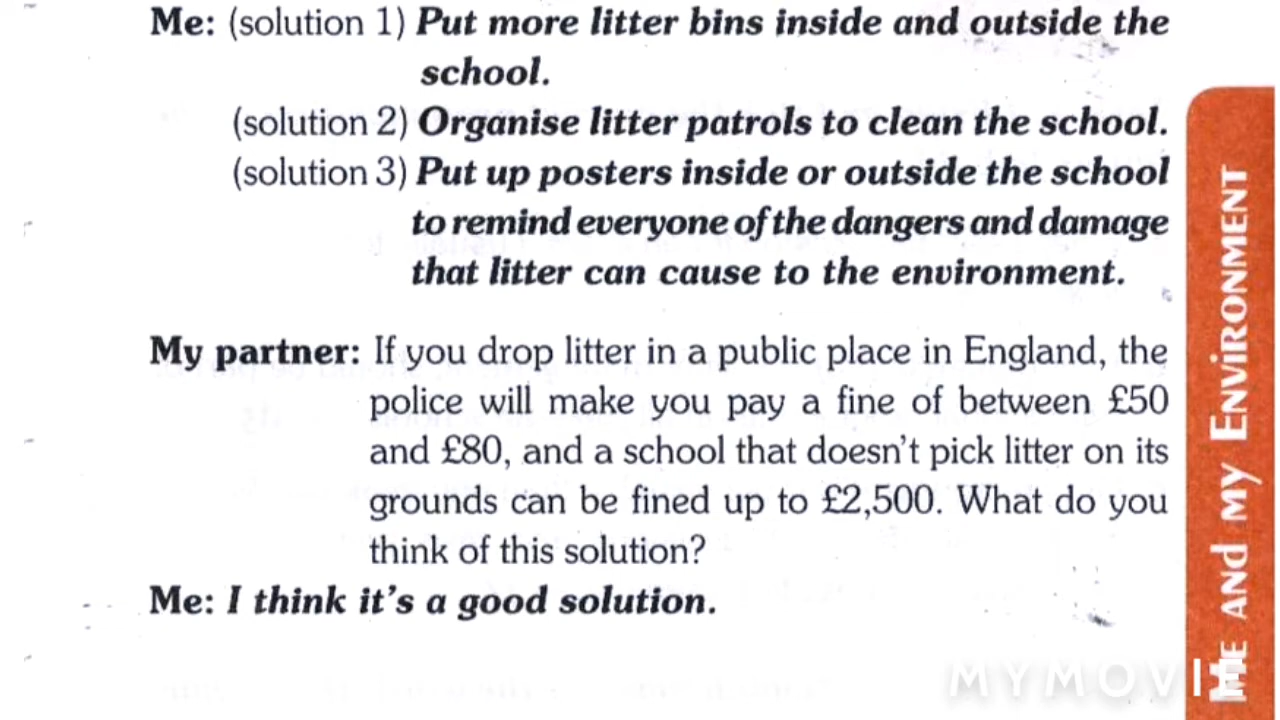 Me: (solution 1) Put more litter bins inside and outside the
school.
(solution 2) Organise litter patrols to clean the school.
(solution 3) Put up posters inside or outside the school
to remind everyone of the dangers and damage
that litter can cause to the environment.
My partner: If you drop litter in a public place in England, the
police will make you pay a fine of between £50
and £80, and a school that doesn't pick litter on its
grounds can be fined up to £2,500. What do you
think of this solution?
Me: I think it's a good solution.
ME AND MY ENVIRONMENT
MYMOVIE